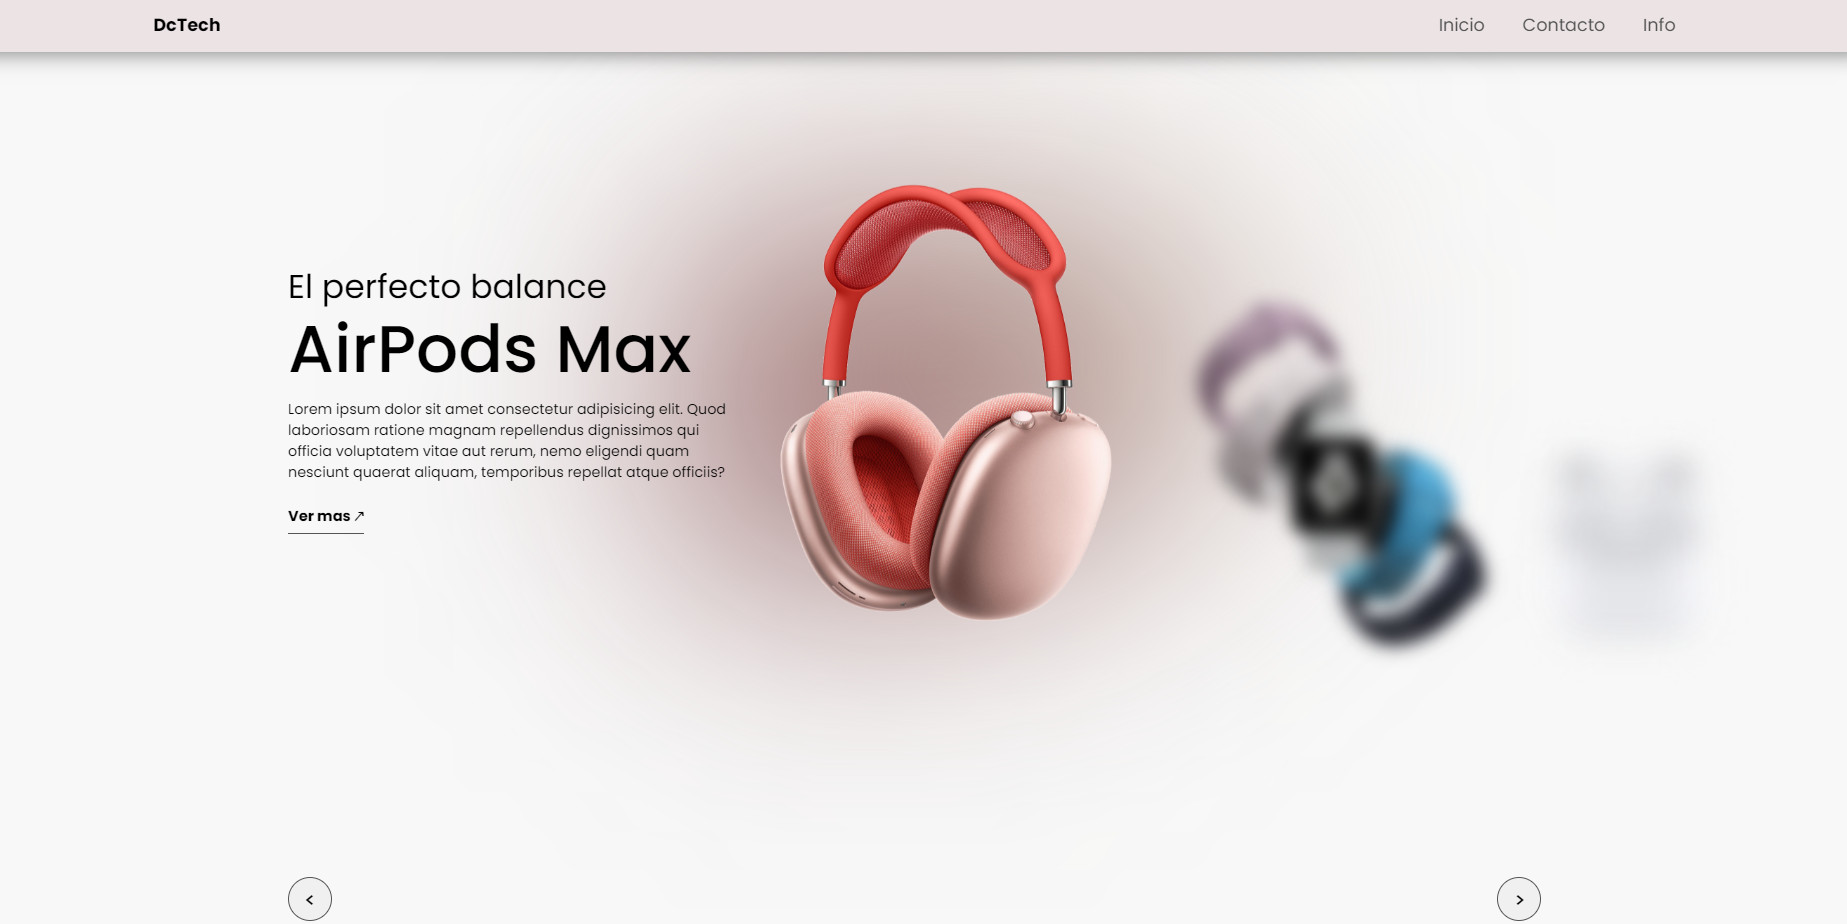 DcTech
Inicio
Contacto
Info
El perfecto balance
AirPods Max
Lorem ipsum dolor sit amet consectetur adipisicing elit. Quod
laboriosam ratione magnam repellendus dignissimos qui
officia voluptatem vitae aut rerum, nemo eligendi quam
nesciunt quaerat aliquam, temporibus repellat atque officiis?
Ver mas ↗
<
>